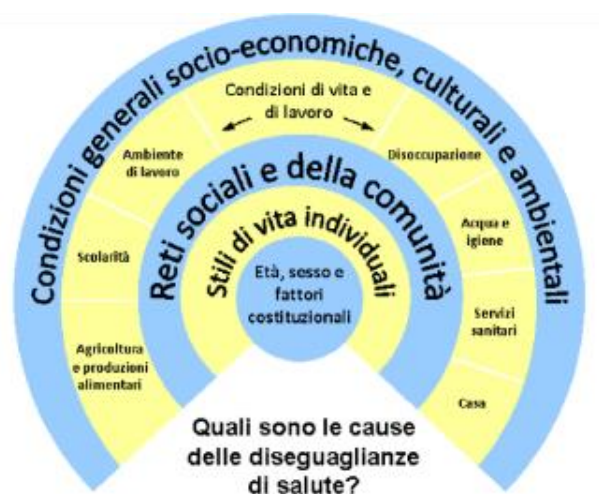 Condizioni generali socio-economiche, culturali e ambientali
Condizioni di vita e
di lavoro
Ambiente
di lavoro
Disoccupazione
Scolarità
Acqua e
igiene
Agricoltura
e produzioni
alimentari
Servizi
sanitari
Casa
Reti sociali e della comunità
Stili di vita individuali
Età, sesso e
fattori
costituzionali
Quali sono le cause
delle diseguaglianze
di salute?